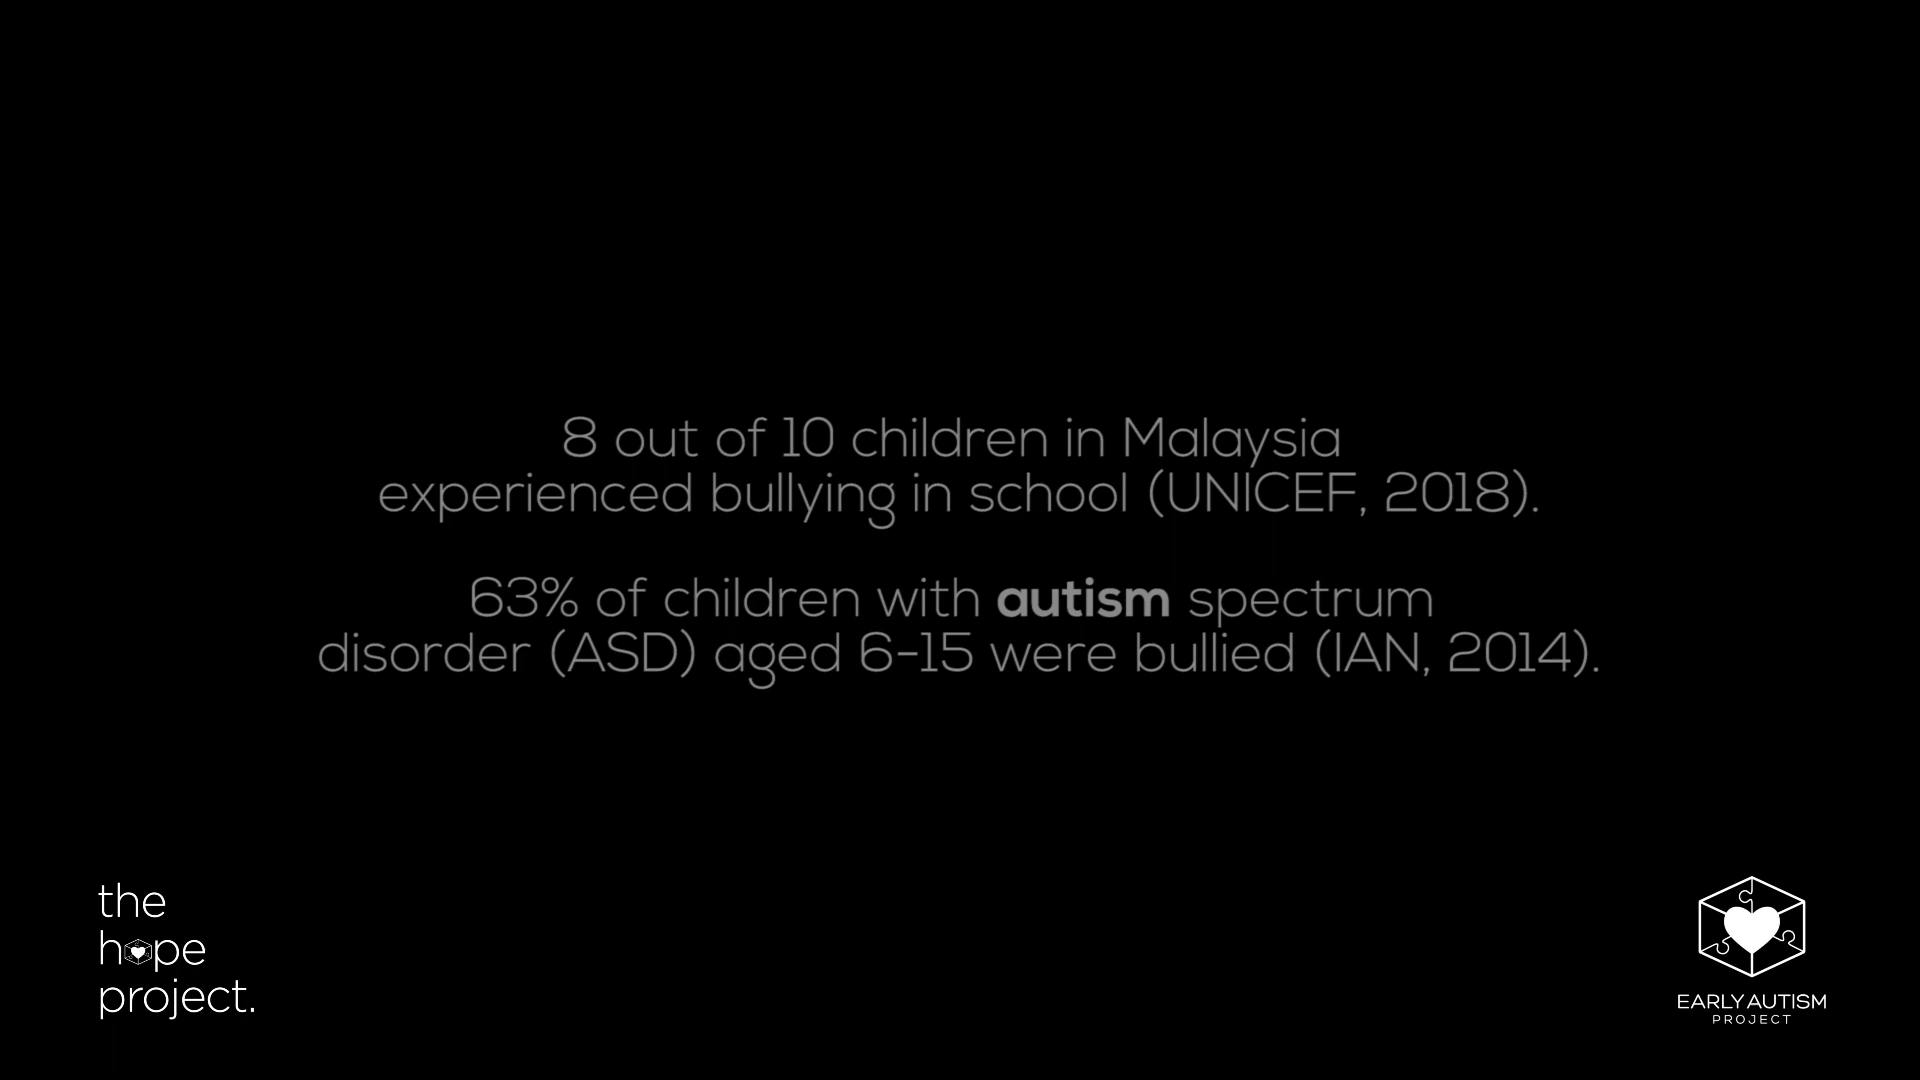 8 out of 10 children in Malaysia
experienced bullying in school (UNICEF, 2018).
63% of children with autism spectrum
disorder (ASD) aged 6-15 were bullied (IAN, 2014).
the
hope
project.
EARLY AUTISM
PROJECT